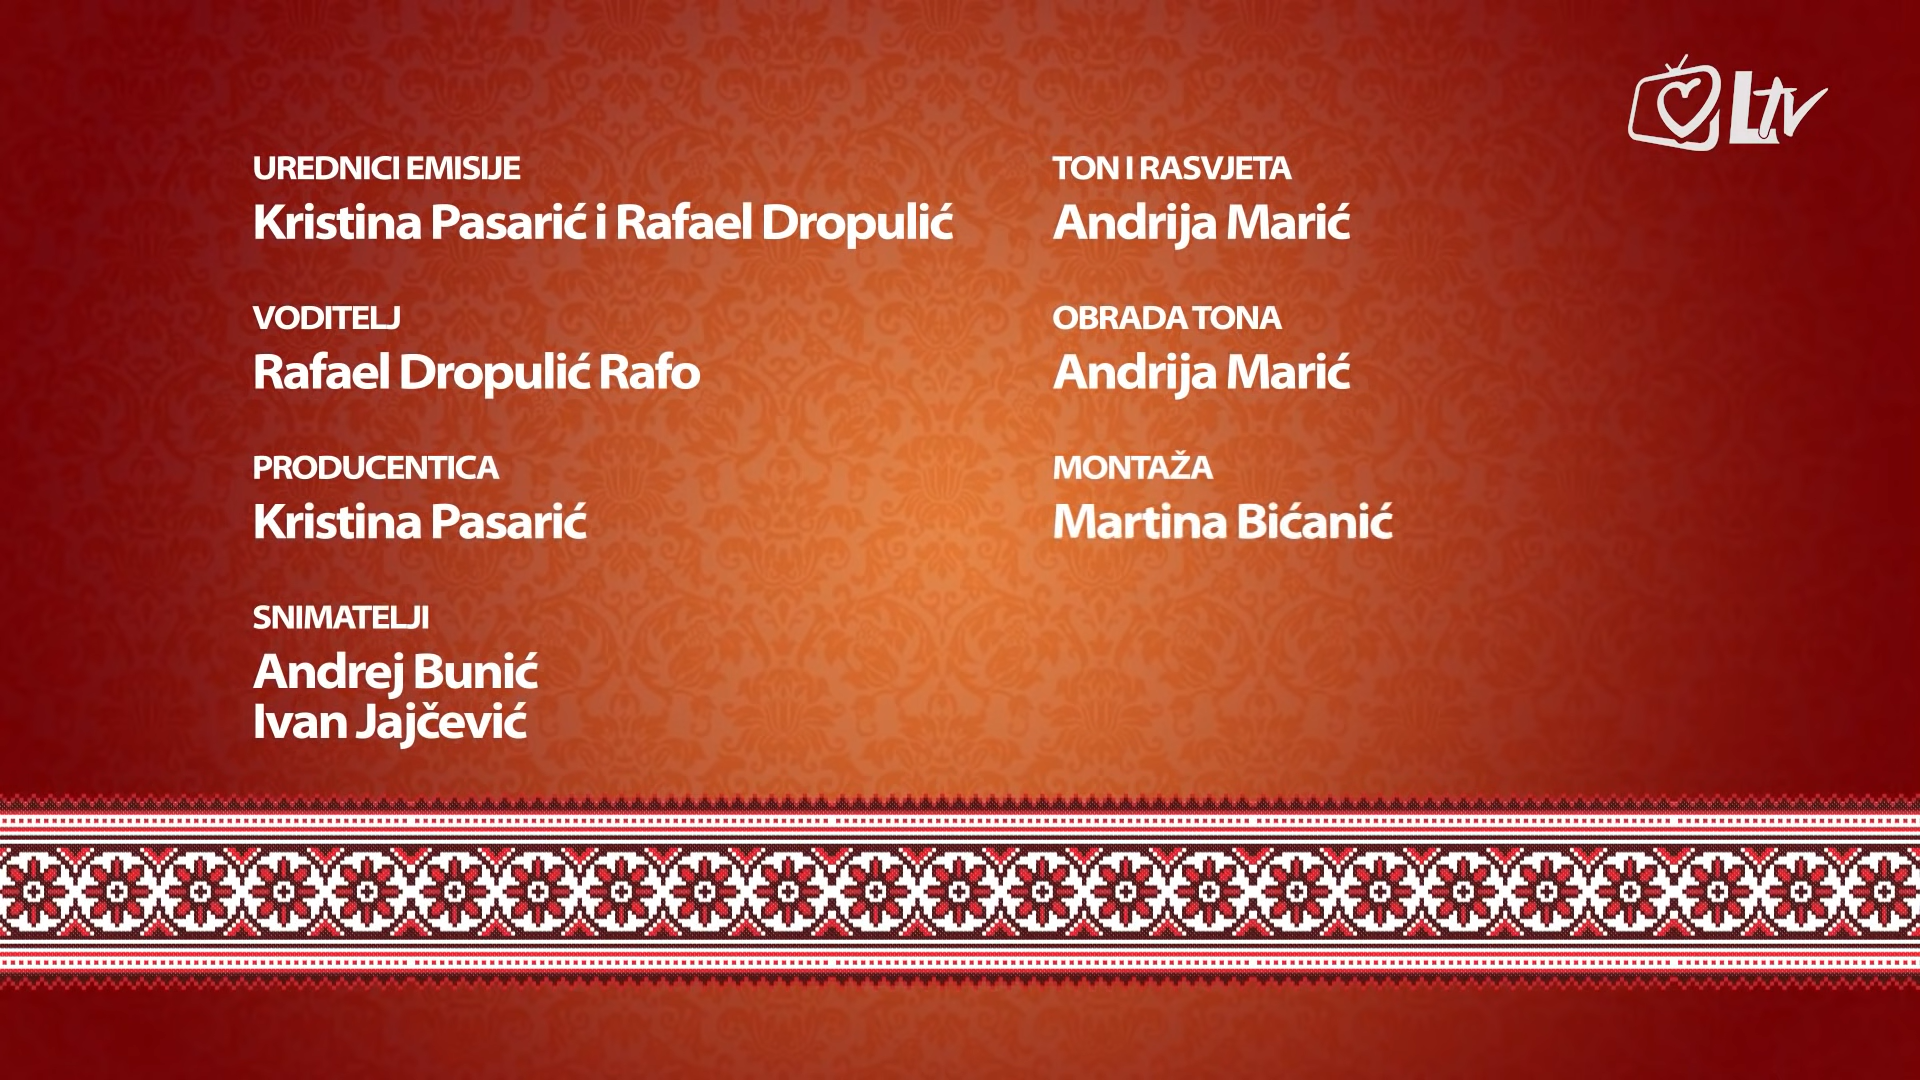 UREDNICI EMISIJE
Kristina Pasarić i Rafael Dropulić
VODITELJ
Rafael Dropulić Rafo
PRODUCENTICA
Kristina Pasarić
SNIMATELJI
Andrej Bunić
Ivan Jajčević
TON I RASVJETA
Andrija Marić
OBRADA TONA
Andrija Marić
MONTAŽA
Martina Bićanić
Ltv